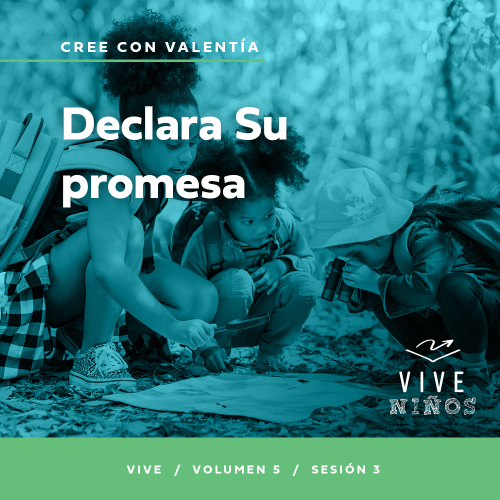 CREE CON VALENTÍA
Declara Su
promesa
VIVE
NIÑOS
VIVE / VOLUMEN 5 / SESIÓN 3